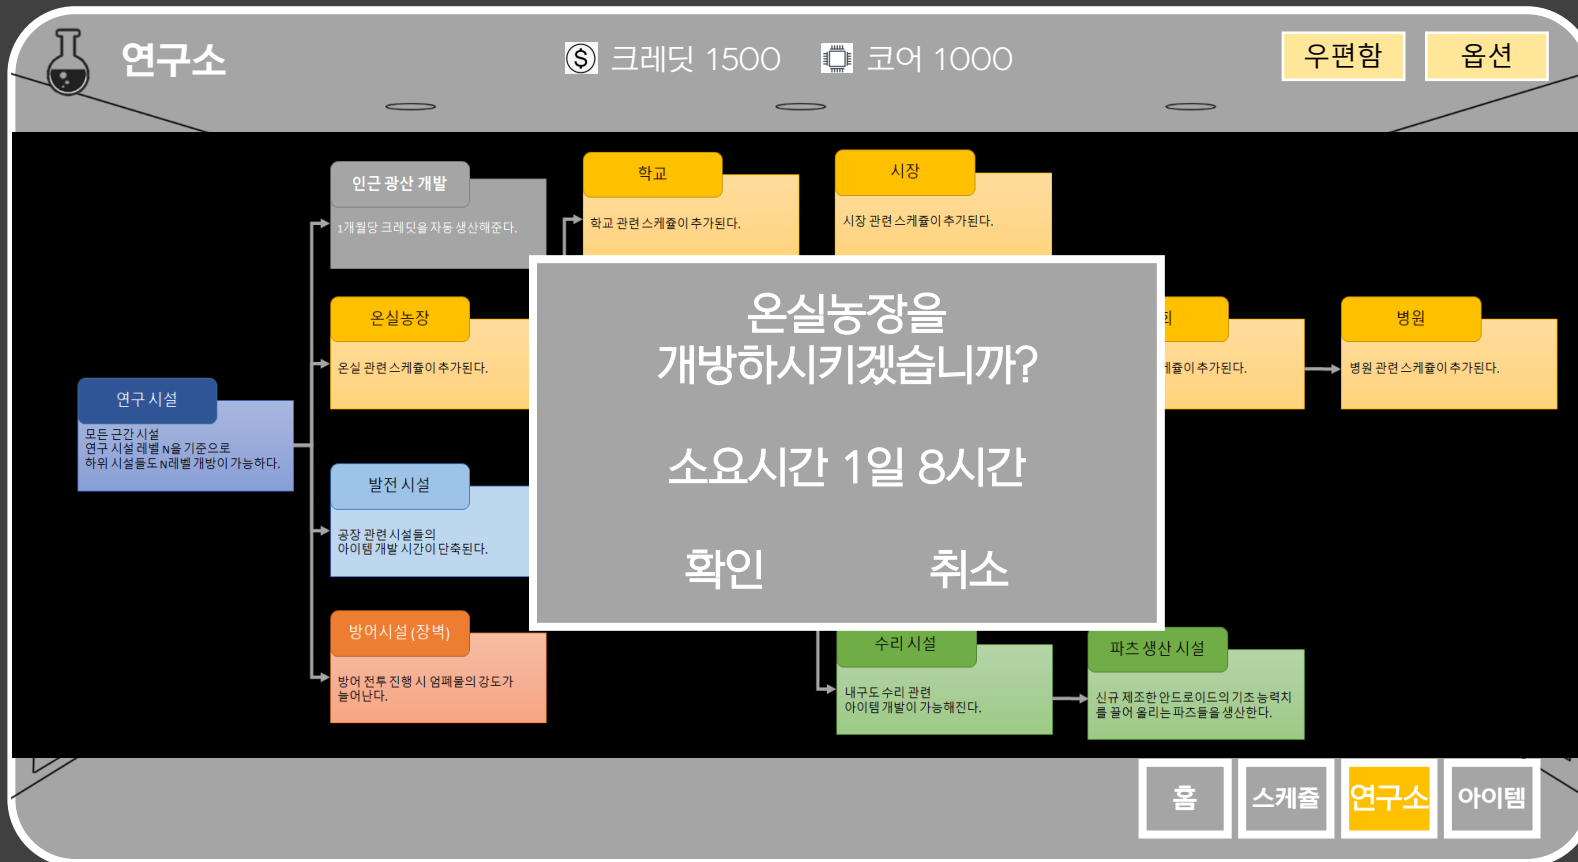 연구소
크레딧 1500
코어 1000
우편함
옵션
인근 광산 개발
1개월당 크레딧을 자동 생산해준다.
학교
학교 관련 스케쥴이 추가된다.
시장
시장 관련 스케쥴이 추가된다.
온실농장
온실 관련 스케쥴이 추가된다.
온실농장을
개방하시키겠습니까?
소요시간 1일 8시간
확인
취소
이 추가된다.
병원
병원 관련 스케쥴이 추가된다.
연구 시설
모든 근간 시설
연구 시설 레벨 N을 기준으로
하위 시설들도 N레벨 개방이 가능하다.
발전 시설
공장 관련 시설들의
아이템 개발 시간이 단축된다.
방어시설 (장벽)
방어 전투 진행 시 엄폐물의 강도가
늘어난다.
수리 시설
내구도 수리 관련
아이템 개발이 가능해진다.
파츠 생산 시설
신규 제조한 안드로이드의 기초 능력치
를 끌어 올리는 파츠들을 생산한다.
홈
스케쥴
연구소
아이템